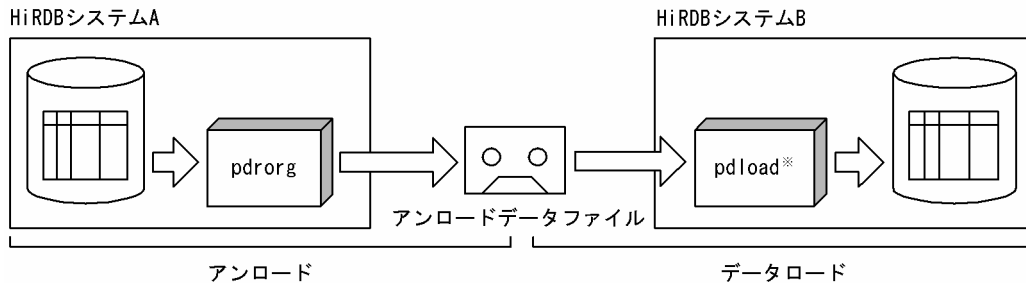 HiRDBシステムA
HiRDBシステムB
pdrorg
pdload※
アンロードデータファイル
アンロード
データロード